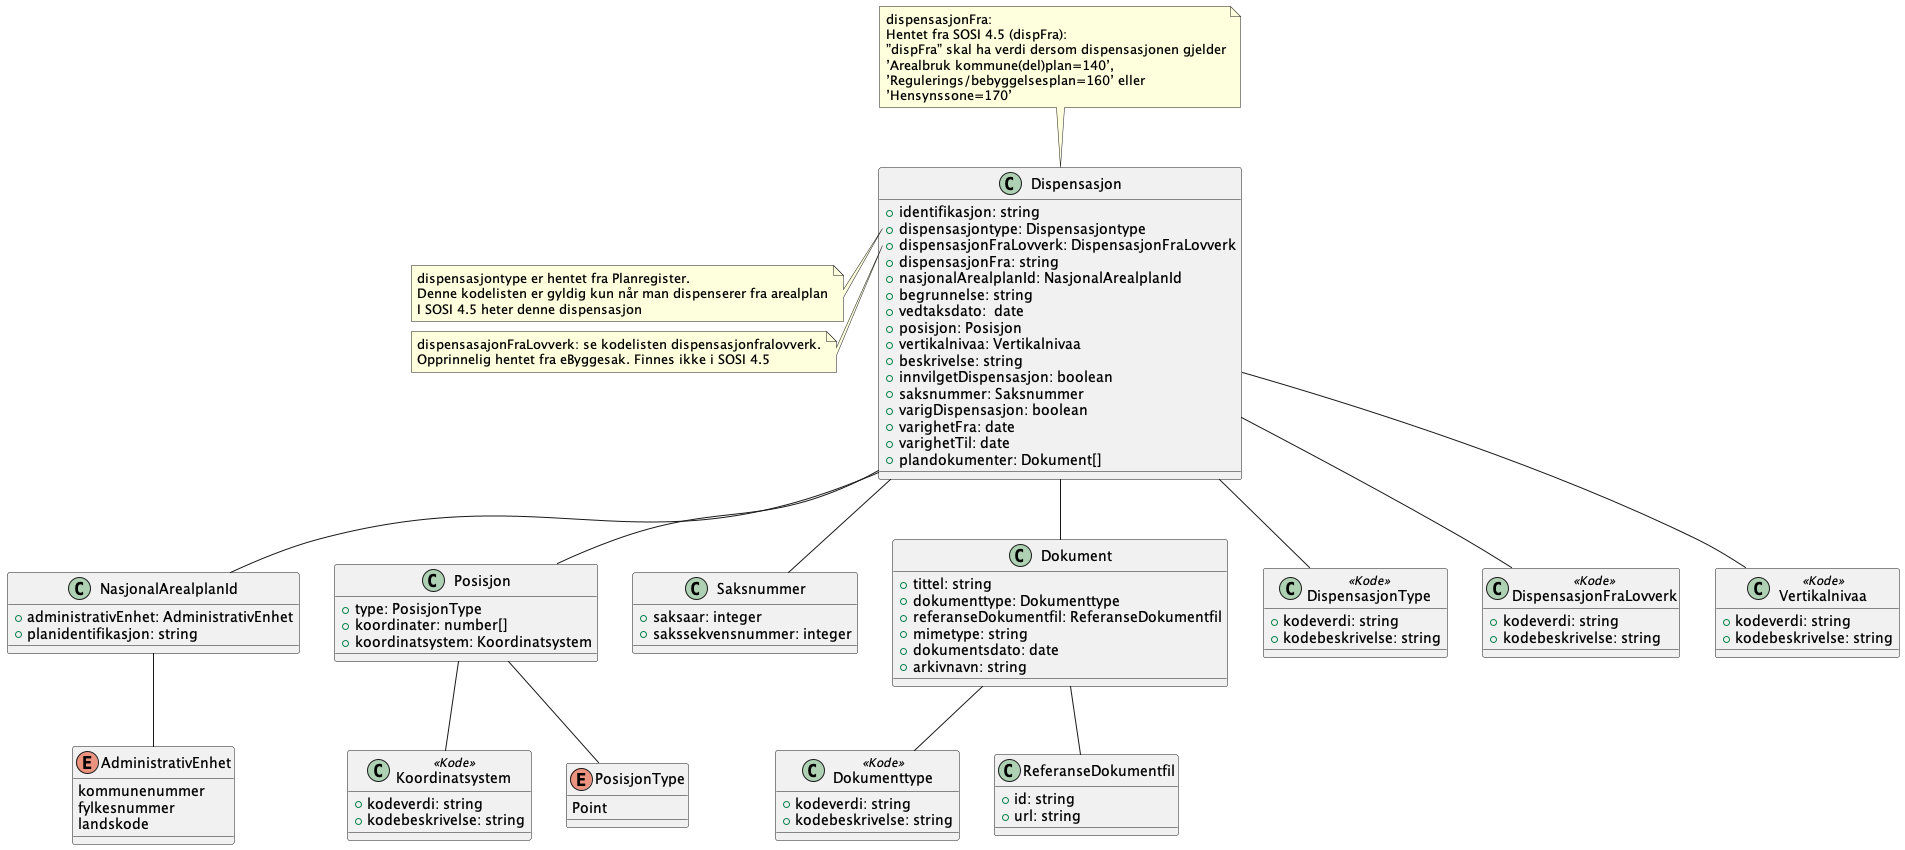 dispensasjonFra:
Hentet fra SOSI 4.5 (dispFra):
"dispFra" skal ha verdi dersom dispensasjonen gjelder
’Arealbruk kommune(del)plan=140’,
’Regulerings/bebyggelsesplan=160’ eller
’Hensynssone=170’
C Dispensasjon
identifikasjon: string
dispensasjontype: Dispensasjontype
dispensasjonFraLovverk: DispensasjonFraLovverk
dispensasjonFra: string
nasjonalArealplanId: NasjonalArealplanId
begrunnelse: string
vedtaksdato:  date
posisjon: Posisjon
vertikalnivaa: Vertikalnivaa
beskrivelse: string
innvilgetDispensasjon: boolean
saksnummer: Saksnummer
varigDispensasjon: boolean
varighetFra: date
varighetTil: date
plandokumenter: Dokument[]
dispensasjontype er hentet fra Planregister.
Denne kodelisten er gyldig kun når man dispenserer fra arealplan
I SOSI 4.5 heter denne dispensasjon
dispensasajonFraLovverk: se kodelisten dispensasjonfralovverk.
Opprinnelig hentet fra eByggesak. Finnes ikke i SOSI 4.5
C NasjonalArealplanId
administrativEnhet: AdministrativEnhet
planidentifikasjon: string
C Posisjon
type: PosisjonType
koordinater: number[]
koordinatsystem: Koordinatsystem
C Saksnummer
saksaar: integer
sakssekvensnummer: integer
C Dokument
tittel: string
dokumenttype: Dokumenttype
referanseDokumentfil: ReferanseDokumentfil
mimetype: string
dokumentsdato: date
arkivnavn: string
«Kode»
C DispensasjonType
kodeverdi: string
kodebeskrivelse: string
«Kode»
C DispensasjonFraLovverk
kodeverdi: string
kodebeskrivelse: string
«Kode»
C Vertikalnivaa
kodeverdi: string
kodebeskrivelse: string
E AdministrativEnhet
kommunenummer
fylkesnummer
landskode
«Kode»
C Koordinatsystem
kodeverdi: string
kodebeskrivelse: string
E PosisjonType
Point
«Kode»
C Dokumenttype
kodeverdi: string
kodebeskrivelse: string
C ReferanseDokumentfil
id: string
url: string